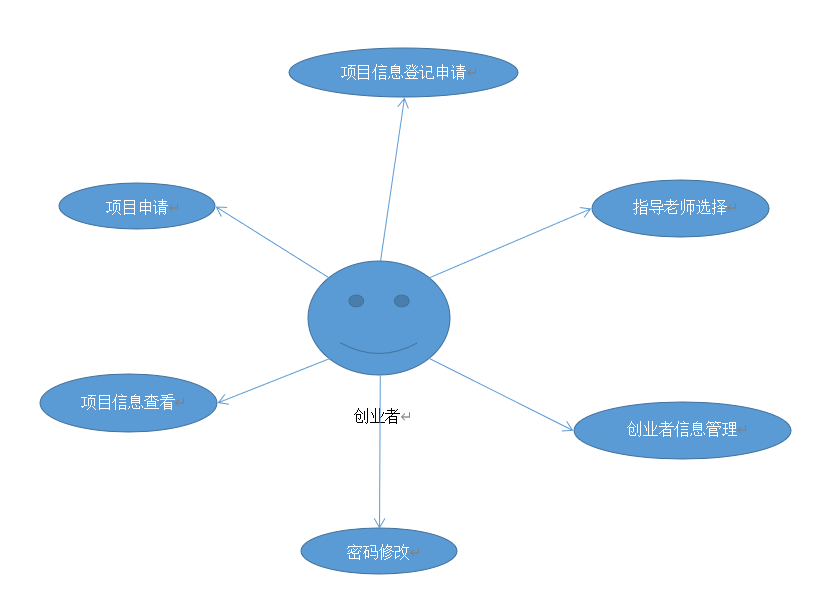 项目信息登记申请
项目申请
指导老师选择
项目信息查看
创业者
创业者信息管理
密码修改